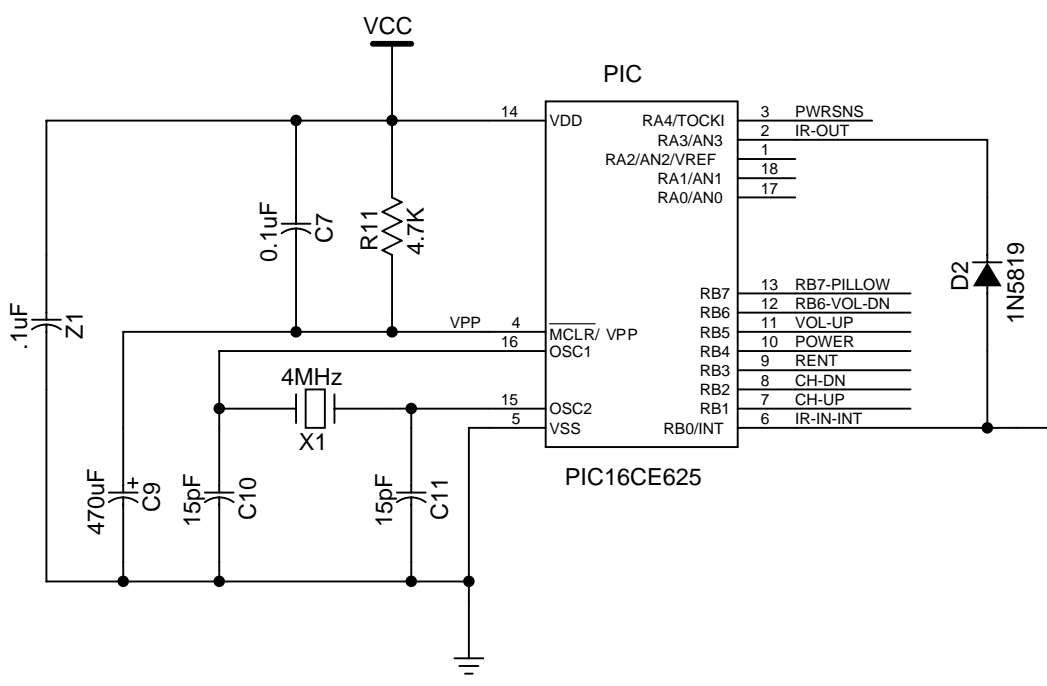 VCC
PIC
14
VDD
RA4/TOCKI
3
PWRSNS
RA3/AN3
2
IR-OUT
RA2/AN2/VREF
1
RA1/AN1
18
RA0/AN0
17
0.1uF
C7
R11
4.7K
D2
1N5819
.1uF
Z1
RB7
13
RB7-PILLOW
RB6
12
RB6-VOL-DN
VPP
4
MCLR/ VPP
RB5
11
VOL-UP
16
OSC1
RB4
10
POWER
RB3
9
RENT
4MHz
X1
RB2
8
CH-DN
15
OSC2
RB1
7
CH-UP
5
VSS
RB0/INT
6
IR-IN-INT
PIC16CE625
470uF
+
C9
15pF
C10
15pF
C11